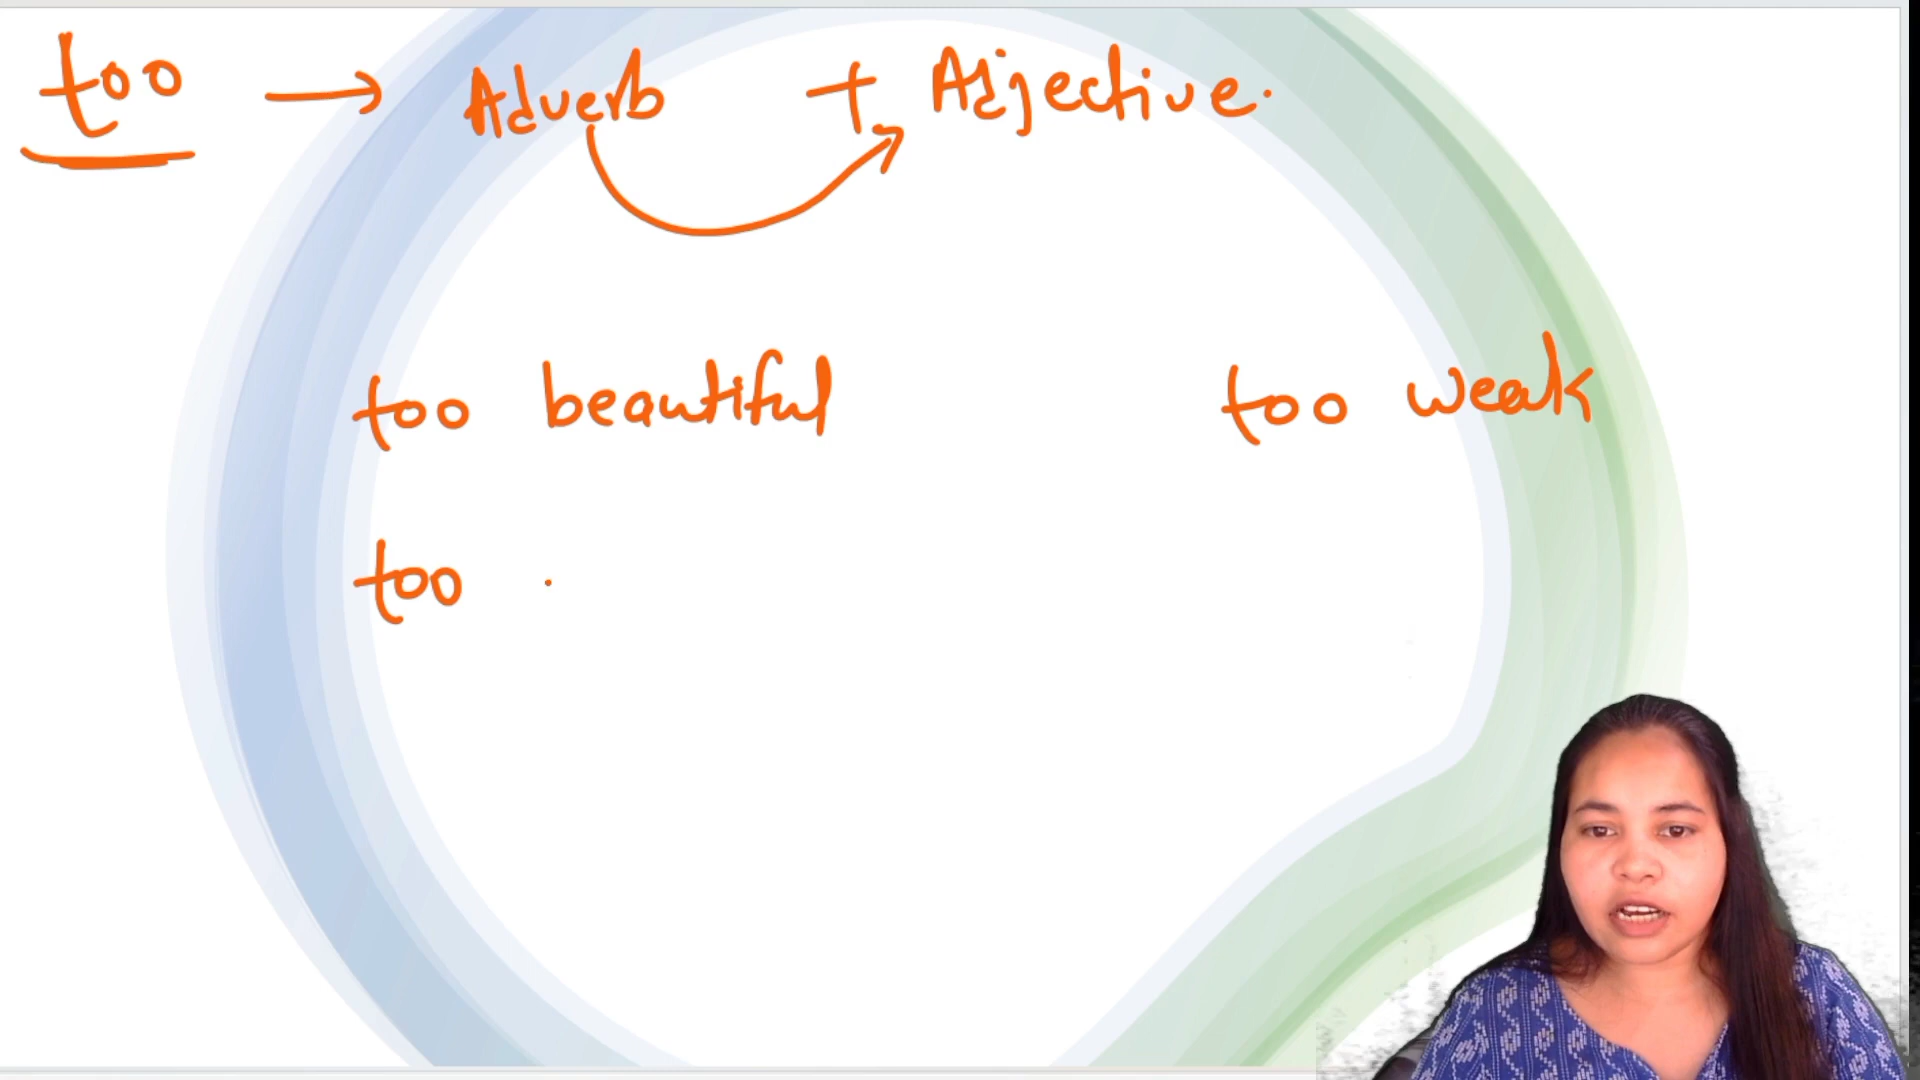 too → Adverb + Adjective.
too beautiful too weak
too .